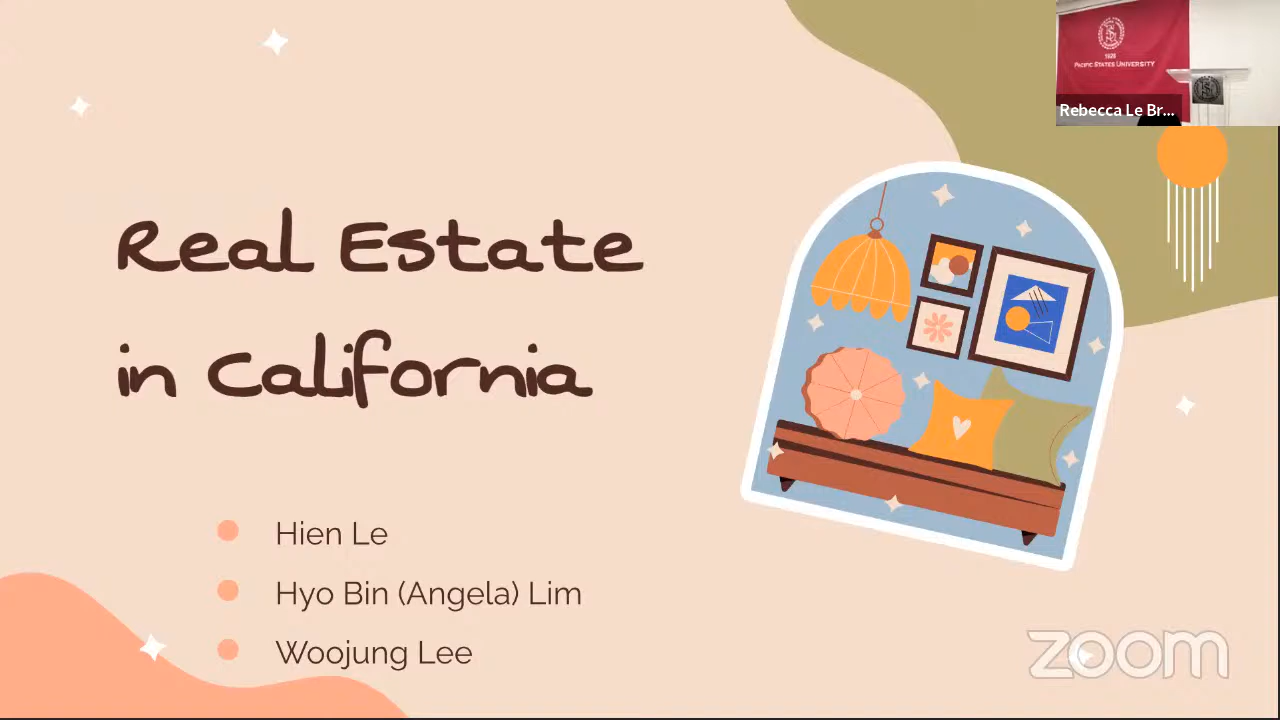 Real Estate
in California
Hien Le
Hyo Bin (Angela) Lim
Woojung Lee
1928
PACIFIC STATES UNIVERSITY
Rebecca Le Br...
zoom